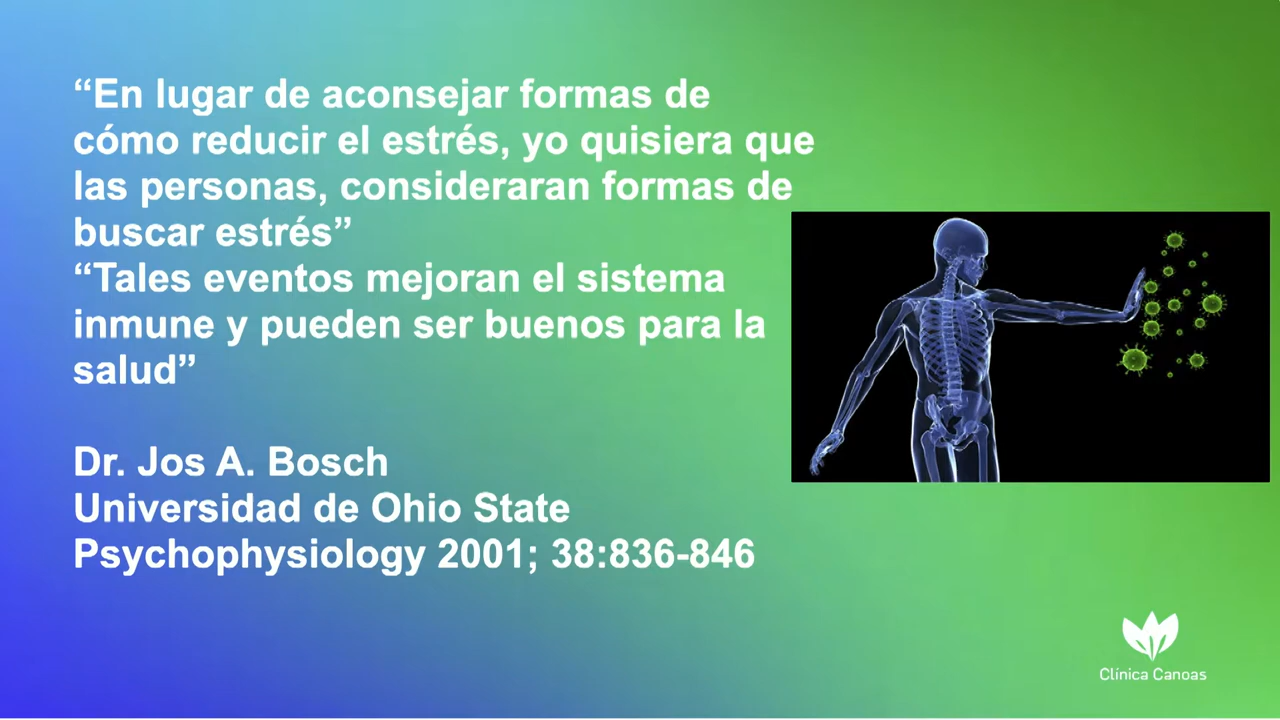 “En lugar de aconsejar formas de
cómo reducir el estrés, yo quisiera que
las personas, consideraran formas de
buscar estrés”
“Tales eventos mejoran el sistema
inmune y pueden ser buenos para la
salud”
Dr. Jos A. Bosch
Universidad de Ohio State
Psychophysiology 2001; 38:836-846
Clínica Canoas